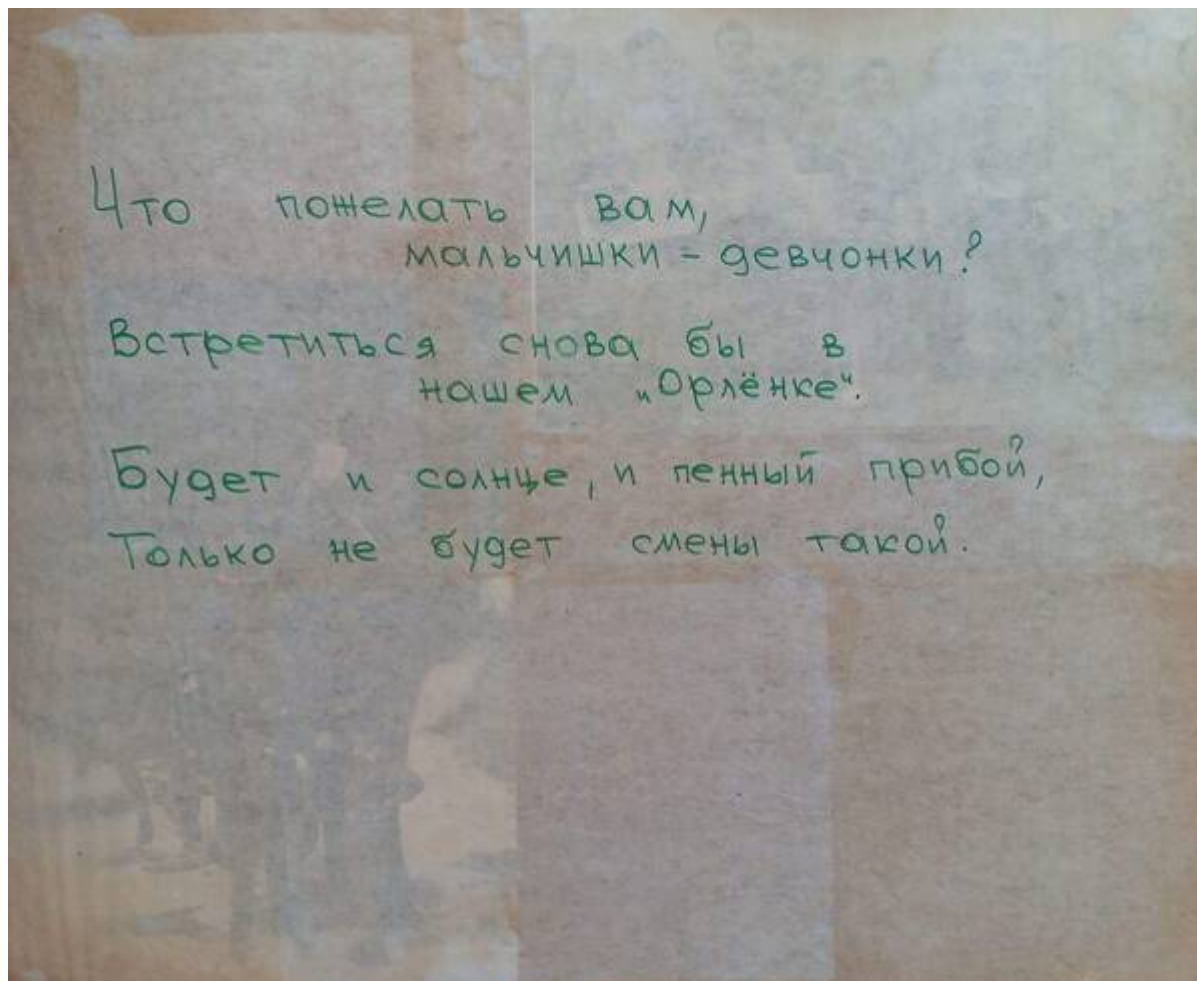 Что пожелать вам,
мальчишки - девчонки?
Встретиться снова бы в
нашем „Орлёнке“.
Будет и солнце, и пенный прибой,
Только не будет смены такой.